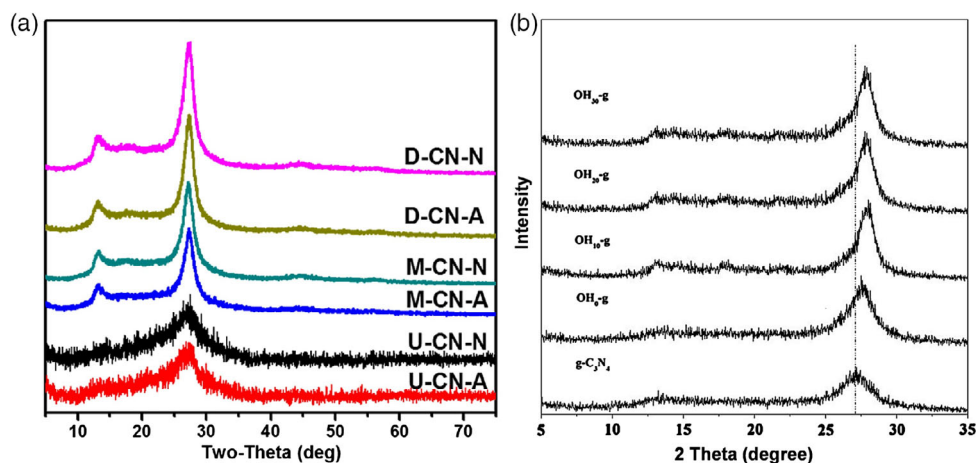 (a)
D-CN-N
D-CN-A
M-CN-N
M-CN-A
U-CN-N
U-CN-A
10 20 30 40 50 60 70
Two-Theta (deg)
(b)
Intensity
OH₃₀-g
OH₂₀-g
OH₁₀-g
g-C₃N₄
5 10 15 20 25 30 35
2 Theta (degree)